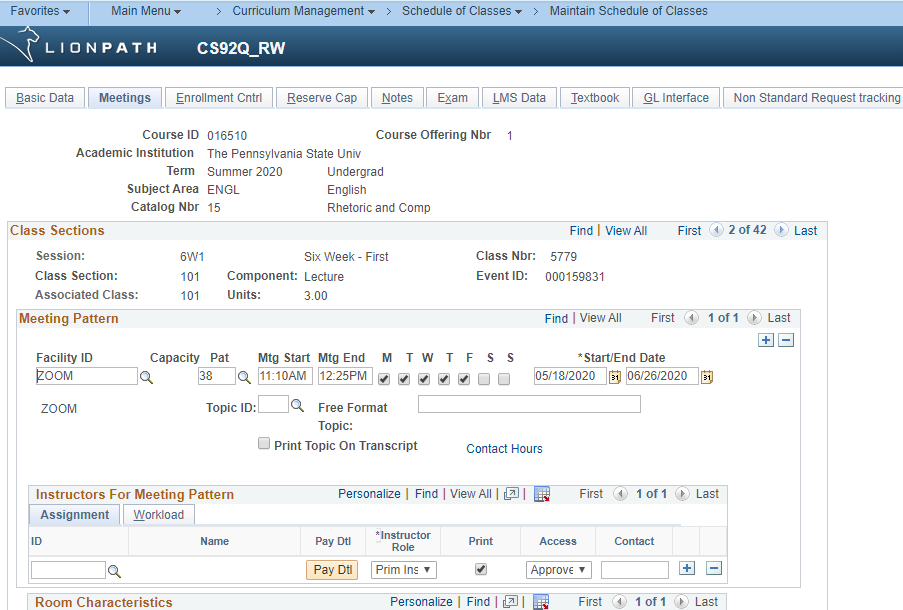 Favorites Main Menu > Curriculum Management > Schedule of Classes > Maintain Schedule of Classes
LIONPATH CS92Q_RW
Basic Data Meetings Enrollment Cntrl Reserve Cap Notes Exam LMS Data Textbook GL Interface Non Standard Request tracking
Course ID 016510 Course Offering Nbr 1
Academic Institution The Pennsylvania State Univ
Term Summer 2020 Undergrad
Subject Area ENGL English
Catalog Nbr 15 Rhetoric and Comp
Class Sections Find | View All First 2 of 42 Last
Session: 6W1 Six Week - First Class Nbr: 5779
Class Section: 101 Component: Lecture Event ID: 000159831
Associated Class: 101 Units: 3.00
Meeting Pattern Find | View All First 1 of 1 Last
Facility ID Capacity Pat Mtg Start Mtg End M T W T F S S *Start/End Date
ZOOM 38 11:10AM 12:25PM 05/18/2020 31 06/26/2020 31
ZOOM Topic ID: Free Format
Topic:
Print Topic On Transcript Contact Hours
Instructors For Meeting Pattern Personalize | Find | View All | | First 1 of 1 Last
Assignment Workload
ID Name Pay Dtl *Instructor Role Print Access Contact
Pay Dtl Prim Ins Approve
Room Characteristics Personalize | Find | | First 1 of 1 Last